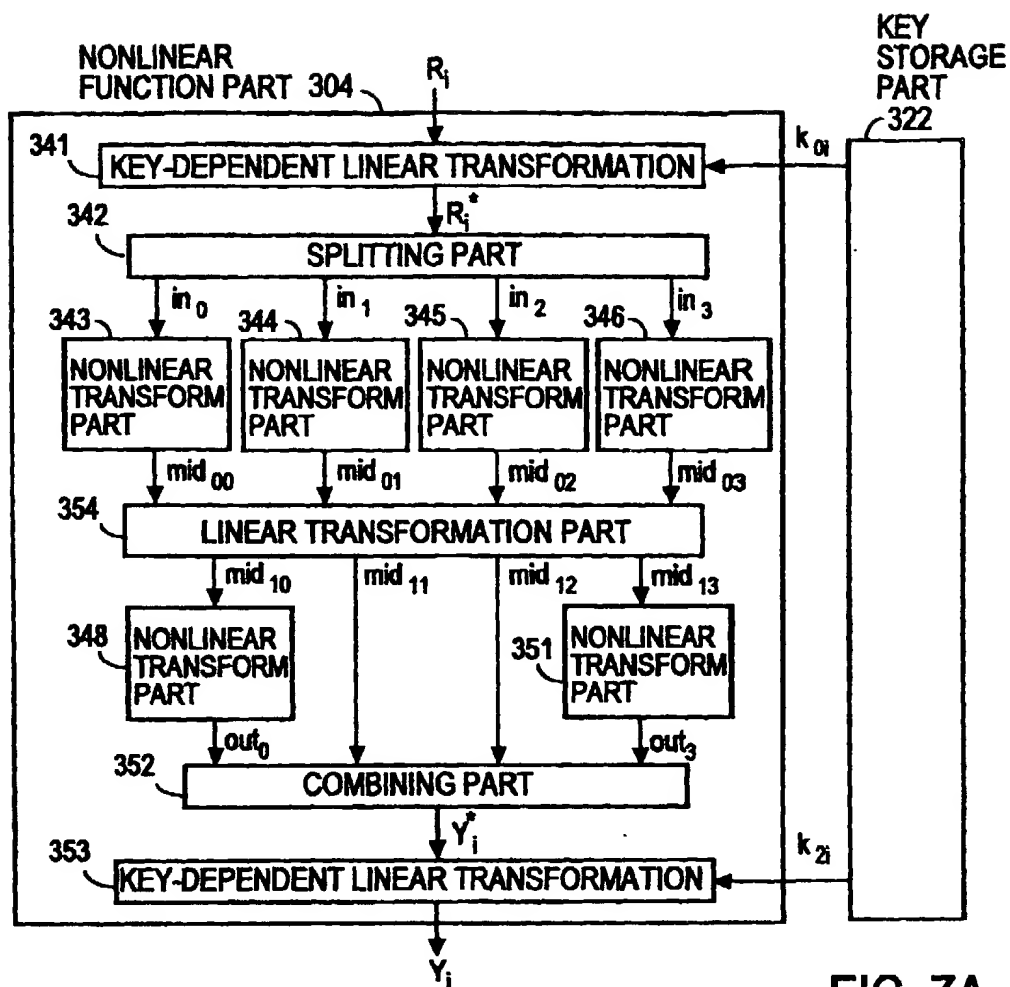 KEY
STORAGE
PART
322
NONLINEAR
FUNCTION PART 304
R_i
341
KEY-DEPENDENT LINEAR TRANSFORMATION
k_0i
R_i^*
342
SPLITTING PART
in_0
in_1
in_2
in_3
343
344
345
346
NONLINEAR
TRANSFORM
PART
NONLINEAR
TRANSFORM
PART
NONLINEAR
TRANSFORM
PART
NONLINEAR
TRANSFORM
PART
mid_00
mid_01
mid_02
mid_03
354
LINEAR TRANSFORMATION PART
mid_10
mid_11
mid_12
mid_13
348
NONLINEAR
TRANSFORM
PART
351
NONLINEAR
TRANSFORM
PART
out_0
out_3
352
COMBINING PART
Y_i^*
353
KEY-DEPENDENT LINEAR TRANSFORMATION
k_2i
Y_i
FIG. 7A